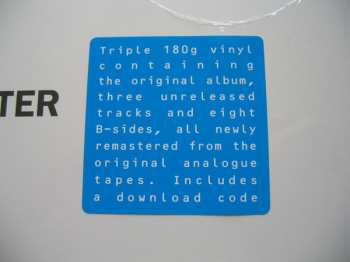 Triple 180g vinyl
containing
the original album,
three unreleased
tracks and eight
B-sides, all newly
remastered from the
original analogue
tapes. Includes
a download code
TER